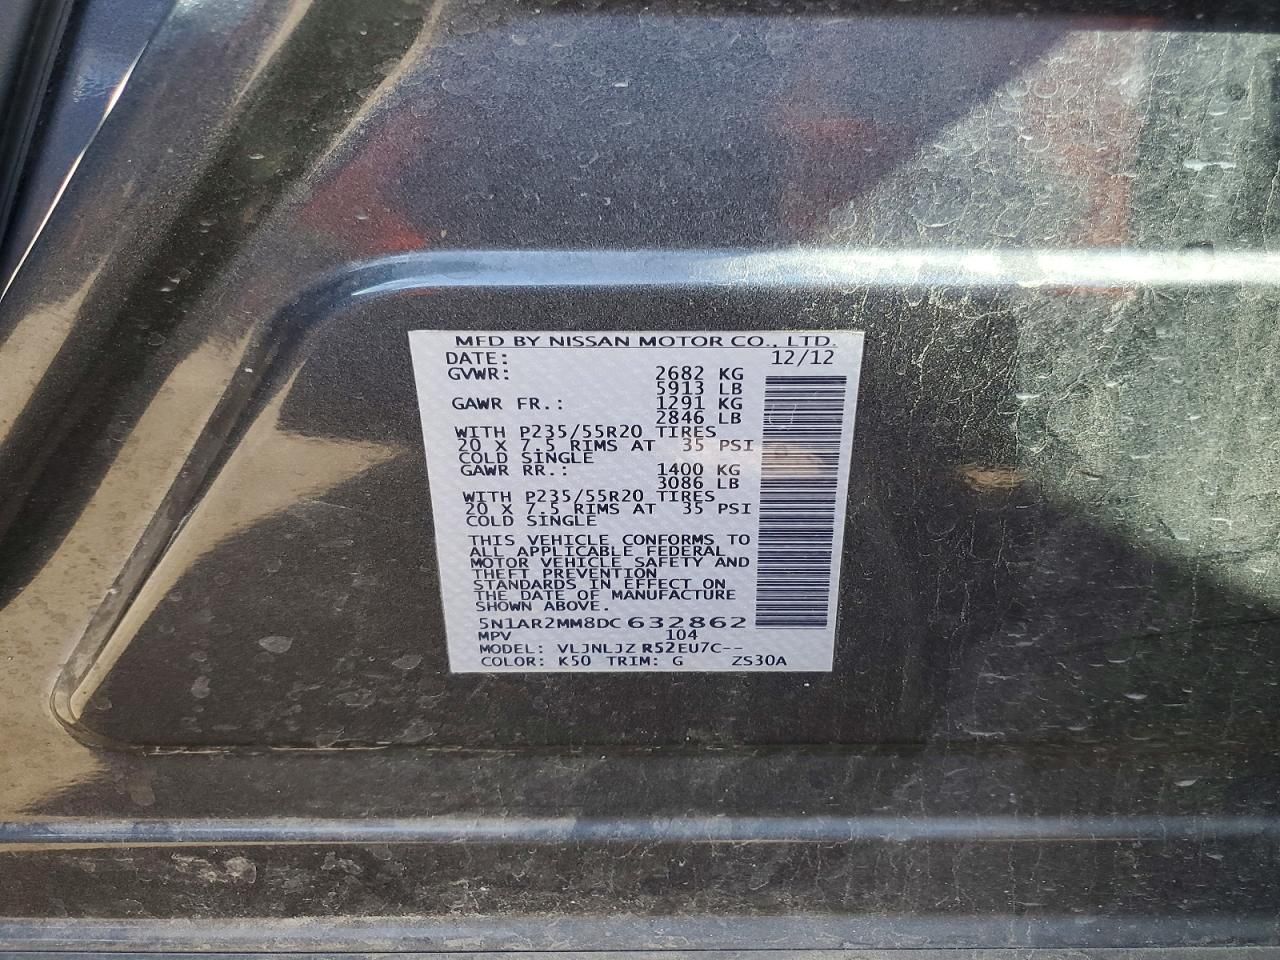 MFD BY NISSAN MOTOR CO., LTD.
DATE: 12/12
GVWR: 2682 KG
5913 LB
GAWR FR.: 1291 KG
2846 LB
WITH P235/55R20 TIRES
20 X 7.5 RIMS AT 35 PSI
COLD SINGLE
GAWR RR.: 1400 KG
3086 LB
WITH P235/55R20 TIRES
20 X 7.5 RIMS AT 35 PSI
COLD SINGLE
THIS VEHICLE CONFORMS TO
ALL APPLICABLE FEDERAL
MOTOR VEHICLE SAFETY AND
THEFT PREVENTION
STANDARDS IN EFFECT ON
THE DATE OF MANUFACTURE
SHOWN ABOVE.
5N1AR2MM8DC 632862
MPV 104
MODEL: VLJNLJZ R52EU7C--
COLOR: K50 TRIM: G ZS30A